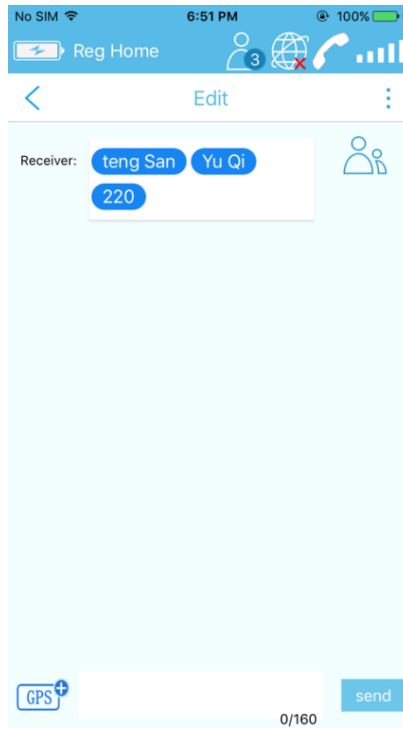 No SIM 6:51 PM 100%
Reg Home 3
Edit
Receiver: teng San Yu Qi
220
GPS
0/160
send